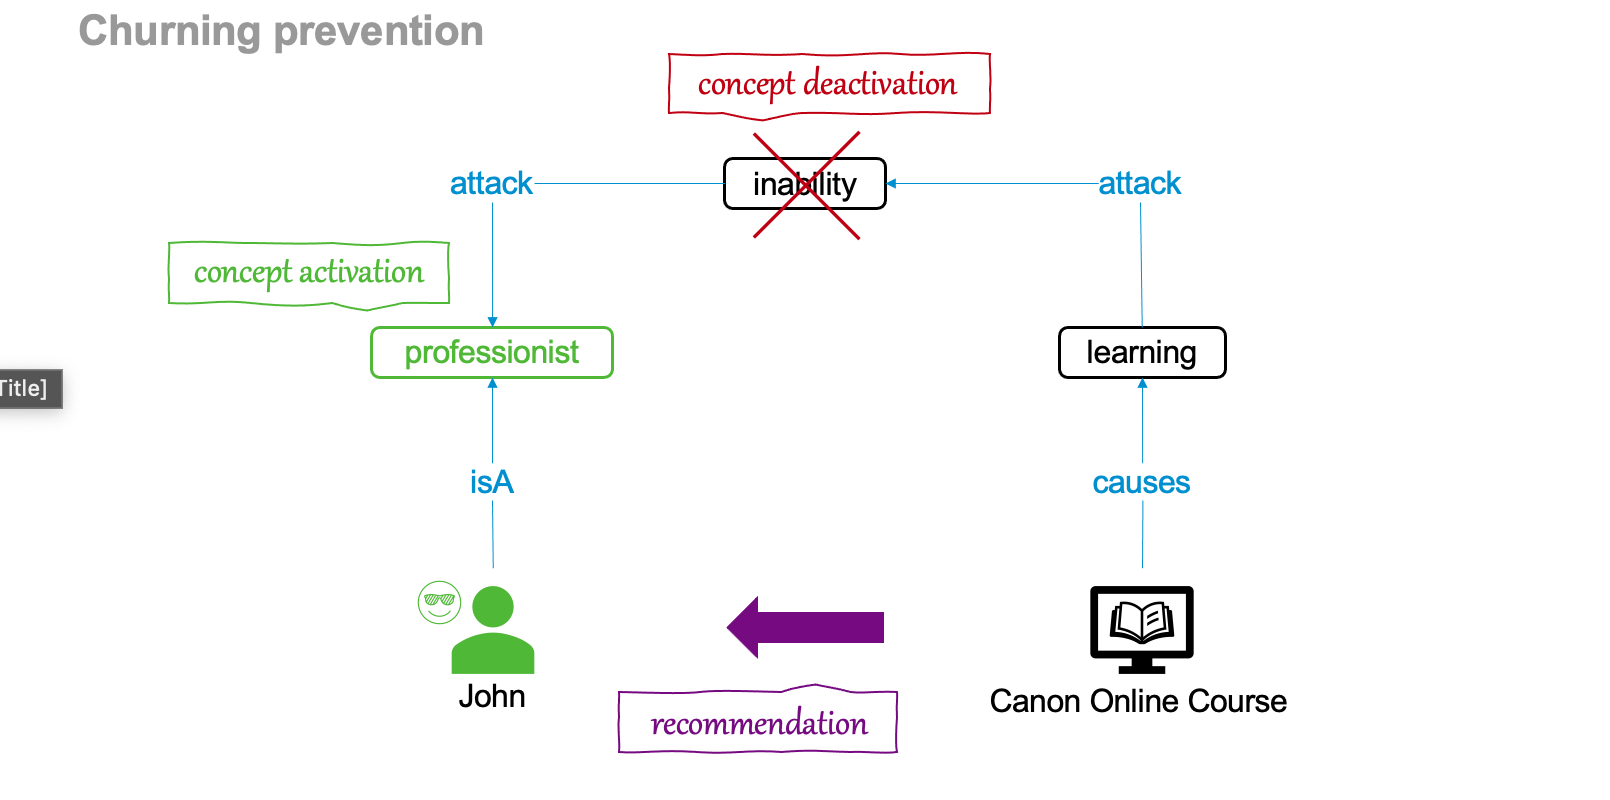 Churning prevention
concept deactivation
attack
inability
attack
concept activation
professionist
learning
Title]
isA
causes
John
recommendation
Canon Online Course